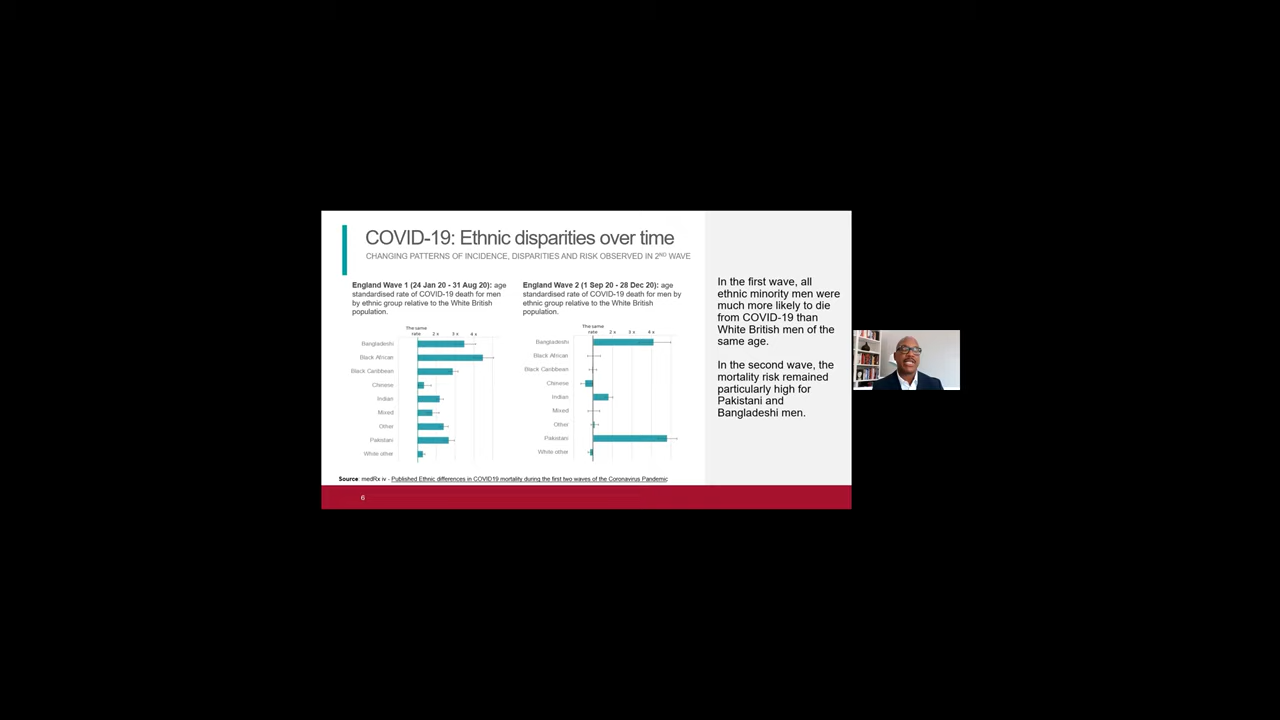 COVID-19: Ethnic disparities over time
CHANGING PATTERNS OF INCIDENCE, DISPARITIES AND RISK OBSERVED IN 2ND WAVE
England Wave 1 (24 Jan 20 - 31 Aug 20): age
standardised rate of COVID-19 death for men
by ethnic group relative to the White British
population.
The same
rate 2 x 3 x 4 x
Bangladeshi
Black African
Black Caribbean
Chinese
Indian
Mixed
Other
Pakistani
White other
England Wave 2 (1 Sep 20 - 28 Dec 20): age
standardised rate of COVID-19 death for men by
ethnic group relative to the White British
population.
The same
rate 2 x 3 x 4 x
Bangladeshi
Black African
Black Caribbean
Chinese
Indian
Mixed
Other
Pakistani
White other
In the first wave, all
ethnic minority men were
much more likely to die
from COVID-19 than
White British men of the
same age.
In the second wave, the
mortality risk remained
particularly high for
Pakistani and
Bangladeshi men.
Source: medRx iv - Published Ethnic differences in COVID19 mortality during the first two waves of the Coronavirus Pandemic
6